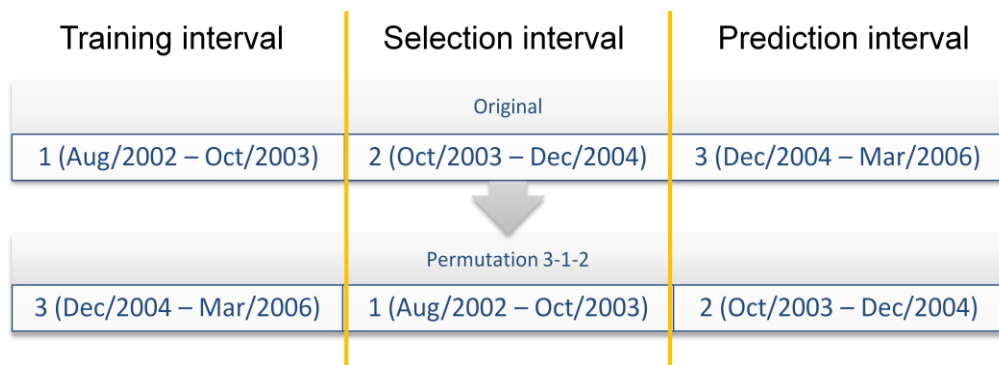 Training interval Selection interval Prediction interval
Original
1 (Aug/2002 – Oct/2003) 2 (Oct/2003 – Dec/2004) 3 (Dec/2004 – Mar/2006)
Permutation 3-1-2
3 (Dec/2004 – Mar/2006) 1 (Aug/2002 – Oct/2003) 2 (Oct/2003 – Dec/2004)